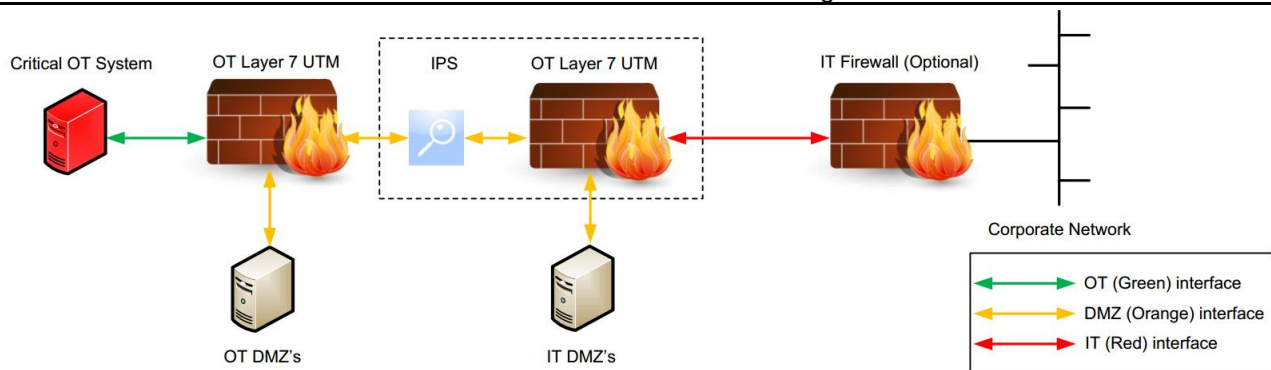 Critical OT System
OT Layer 7 UTM
IPS
OT Layer 7 UTM
IT Firewall (Optional)
Corporate Network
OT DMZ's
IT DMZ's
OT (Green) interface
DMZ (Orange) interface
IT (Red) interface